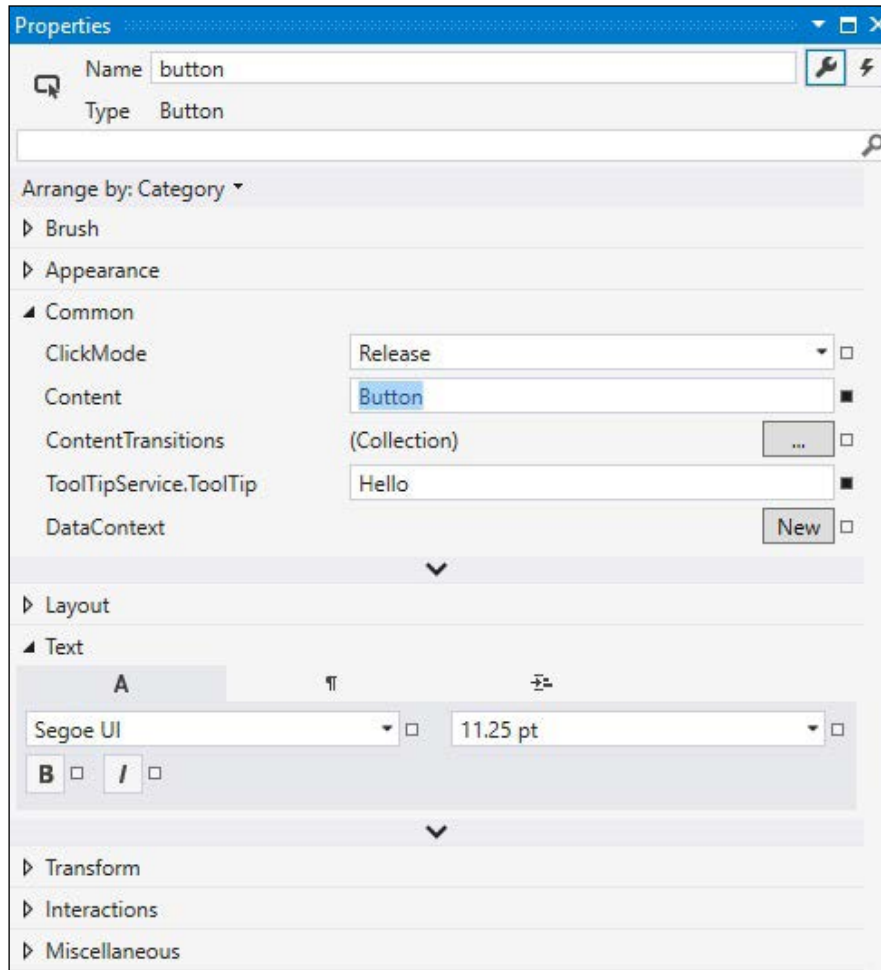 Properties
Name button
Type Button
Arrange by: Category
Brush
Appearance
Common
ClickMode Release
Content Button
ContentTransitions (Collection) ...
ToolTipService.ToolTip Hello
DataContext New
Layout
Text
A ¶
Segoe UI 11.25 pt
B I
Transform
Interactions
Miscellaneous